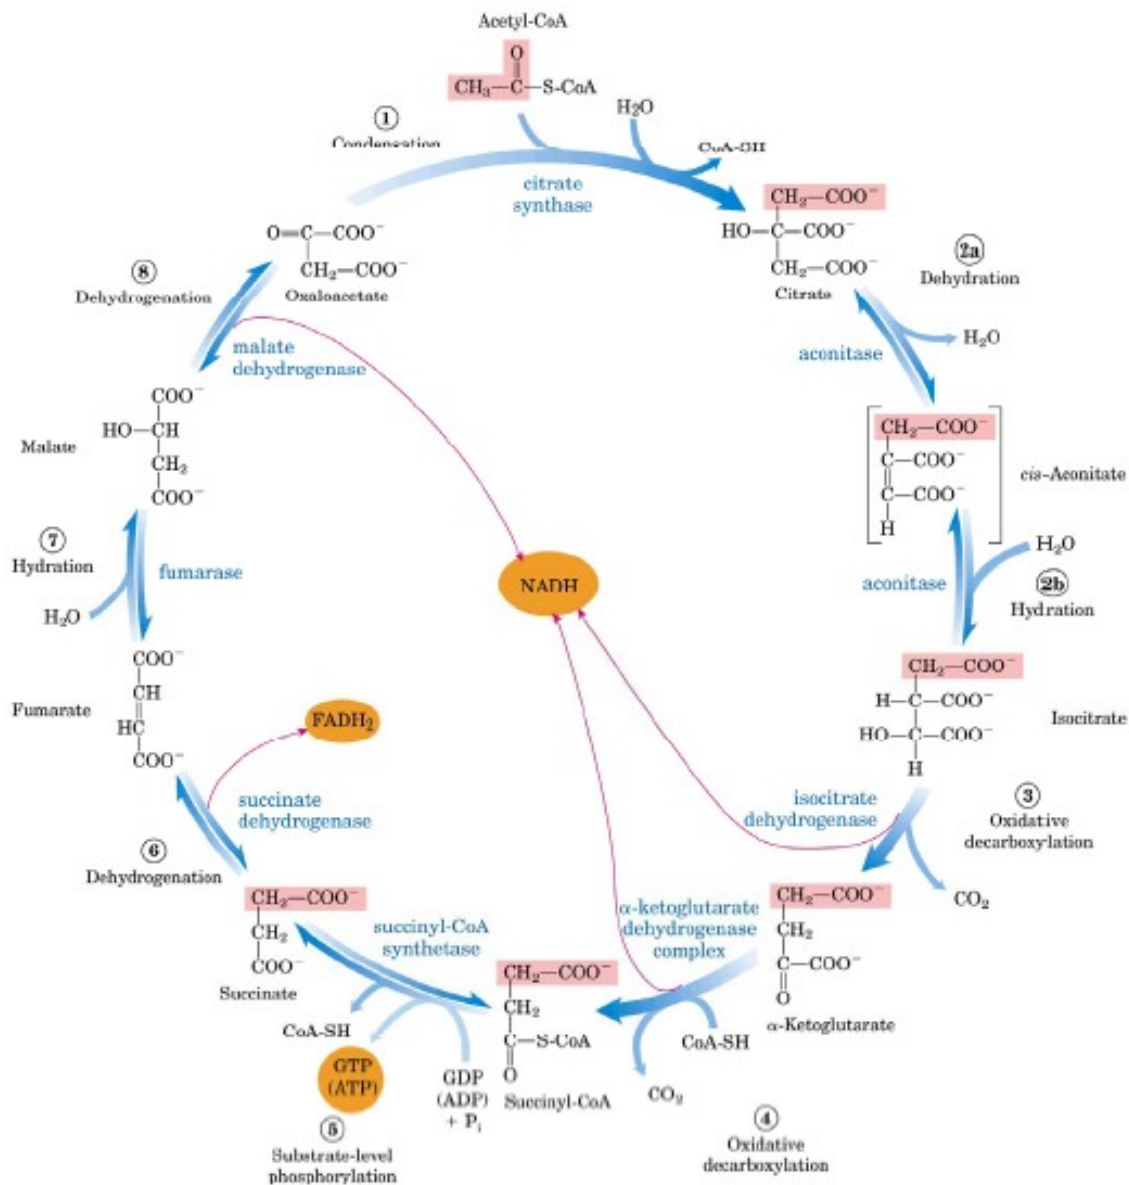 Acetyl-CoA
O
CH₃—C—S-CoA
H₂O
①
Condensation
CoA-SH
citrate
synthase
CH₂—COO⁻
HO—C—COO⁻
CH₂—COO⁻
Citrate
2a
Dehydration
H₂O
aconitase
O=C—COO⁻
CH₂—COO⁻
Oxaloacetate
⑧
Dehydrogenation
malate
dehydrogenase
COO⁻
HO—CH
CH₂
COO⁻
Malate
CH₂—COO⁻
C—COO⁻
C—COO⁻
H
cis-Aconitate
⑦
Hydration
H₂O
fumarase
NADH
aconitase
H₂O
2b
Hydration
COO⁻
CH
HC
COO⁻
Fumarate
FADH₂
CH₂—COO⁻
H—C—COO⁻
HO—C—COO⁻
H
Isocitrate
succinate
dehydrogenase
⑥
Dehydrogenation
isocitrate
dehydrogenase
③
Oxidative
decarboxylation
CO₂
CH₂—COO⁻
CH₂
COO⁻
Succinate
succinyl-CoA
synthetase
α-ketoglutarate
dehydrogenase
complex
CH₂—COO⁻
CH₂
C—COO⁻
O
α-Ketoglutarate
CH₂—COO⁻
CH₂
C—S-CoA
O
Succinyl-CoA
CoA-SH
GTP
(ATP)
GDP
(ADP)
+ Pᵢ
CoA-SH
CO₂
⑤
Substrate-level
phosphorylation
④
Oxidative
decarboxylation